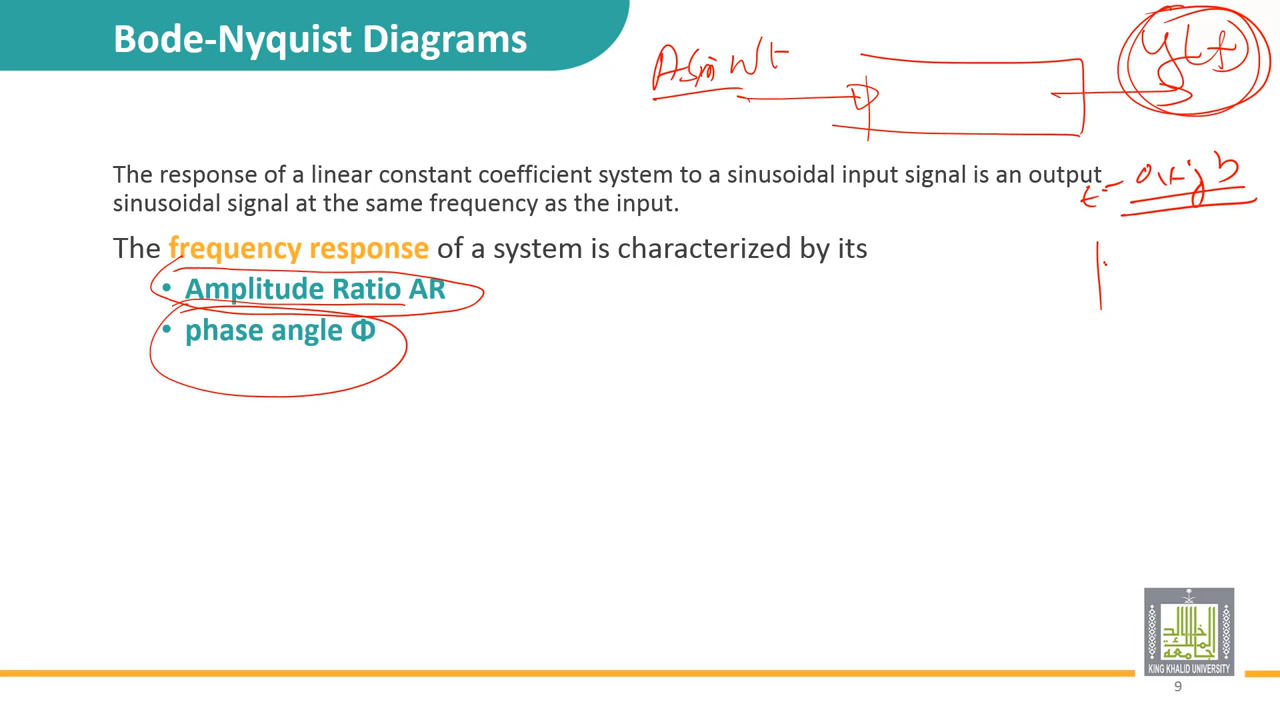 Bode-Nyquist Diagrams
A sin wt
y(t)
The response of a linear constant coefficient system to a sinusoidal input signal is an output
sinusoidal signal at the same frequency as the input.
a+jb
The frequency response of a system is characterized by its
• Amplitude Ratio AR
• phase angle Φ
KING KHALID UNIVERSITY
9